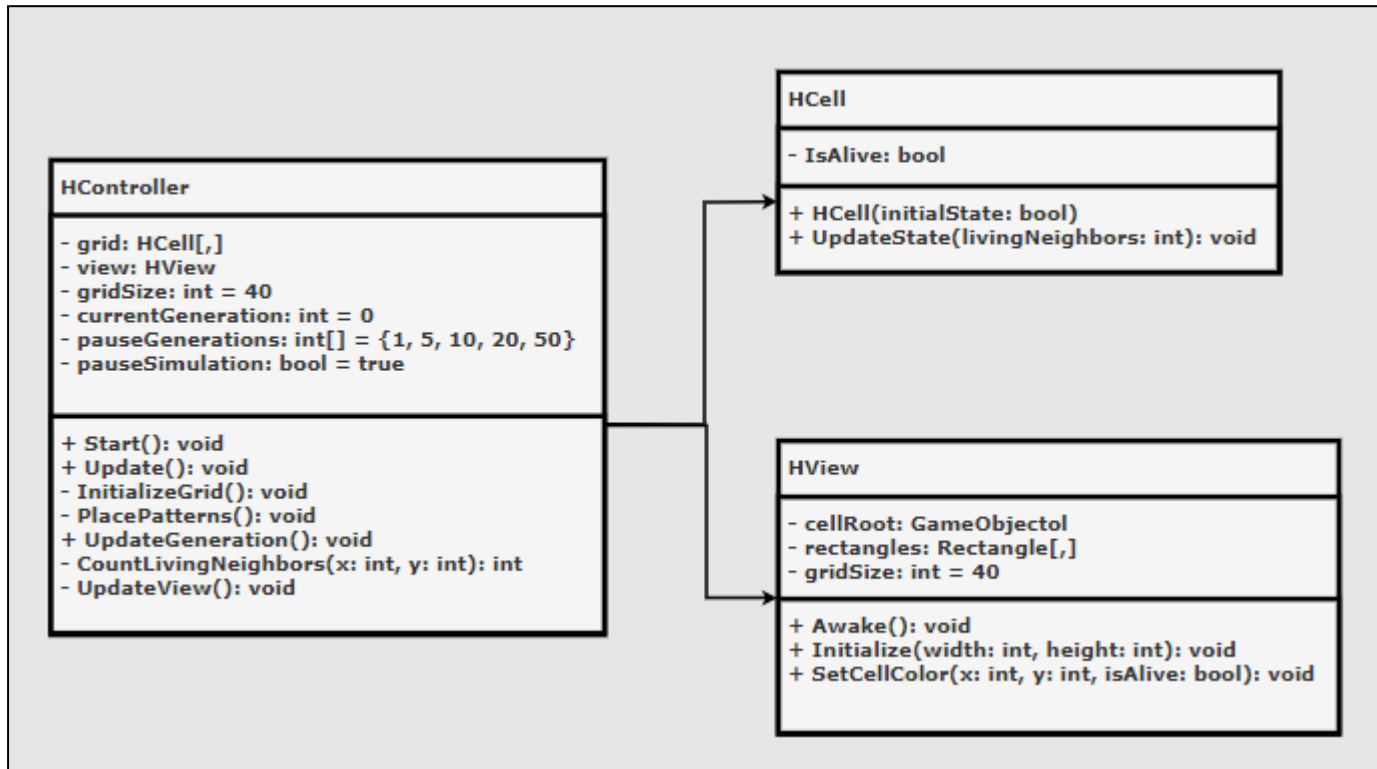 HController
- grid: HCell[,]
- view: HView
- gridSize: int = 40
- currentGeneration: int = 0
- pauseGenerations: int[] = {1, 5, 10, 20, 50}
- pauseSimulation: bool = true
+ Start(): void
+ Update(): void
- InitializeGrid(): void
- PlacePatterns(): void
+ UpdateGeneration(): void
- CountLivingNeighbors(x: int, y: int): int
- UpdateView(): void
HCell
- IsAlive: bool
+ HCell(initialState: bool)
+ UpdateState(livingNeighbors: int): void
HView
- cellRoot: GameObjectol
- rectangles: Rectangle[,]
- gridSize: int = 40
+ Awake(): void
+ Initialize(width: int, height: int): void
+ SetCellColor(x: int, y: int, isAlive: bool): void